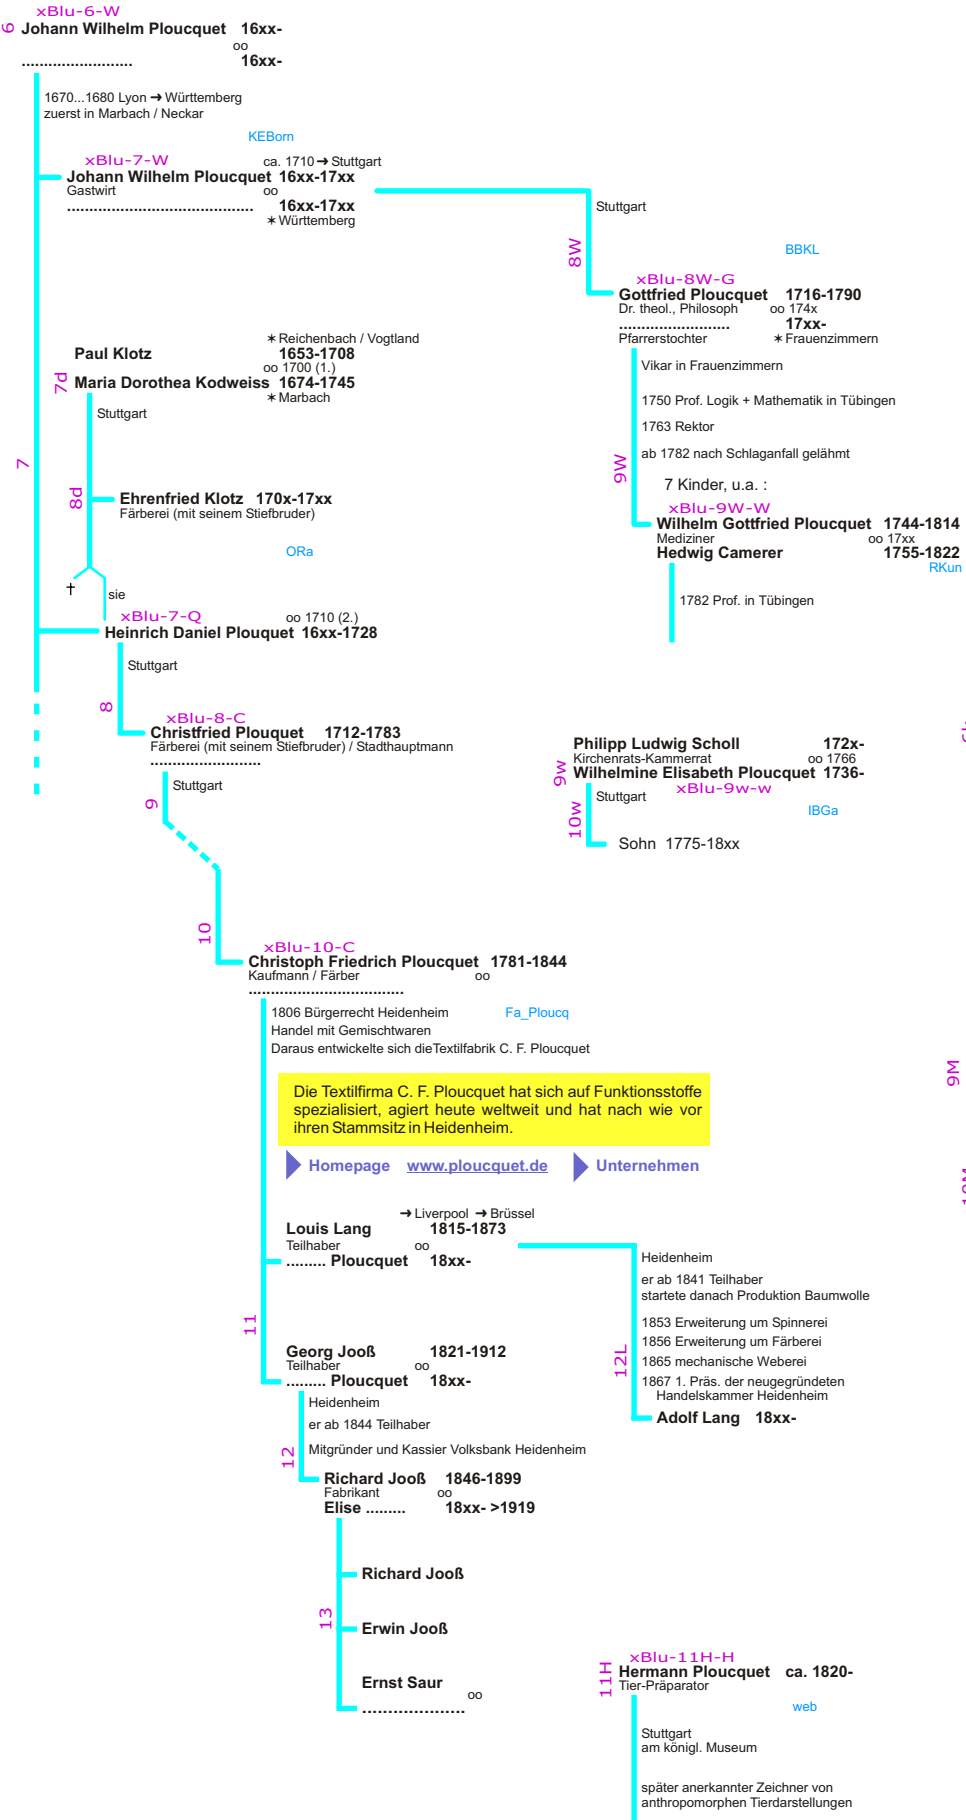 xBlu-6-W
6
Johann Wilhelm Ploucquet 16xx-
oo
......................... 16xx-
1670...1680 Lyon ➜ Württemberg
zuerst in Marbach / Neckar
KEBorn
xBlu-7-W
ca. 1710 ➜ Stuttgart
Johann Wilhelm Ploucquet 16xx-17xx
Gastwirt oo
.......................................... 16xx-17xx
✶ Württemberg
Stuttgart
8W
BBKL
xBlu-8W-G
Gottfried Ploucquet 1716-1790
Dr. theol., Philosoph oo 174x
......................... 17xx-
Pfarrerstochter ✶ Frauenzimmern
Vikar in Frauenzimmern
1750 Prof. Logik + Mathematik in Tübingen
1763 Rektor
ab 1782 nach Schlaganfall gelähmt
9W
7 Kinder, u.a. :
xBlu-9W-W
Wilhelm Gottfried Ploucquet 1744-1814
Mediziner oo 17xx
Hedwig Camerer 1755-1822
RKun
1782 Prof. in Tübingen
✶ Reichenbach / Vogtland
Paul Klotz 1653-1708
oo 1700 (1.)
7d
Maria Dorothea Kodweiss 1674-1745
✶ Marbach
Stuttgart
7
8d
Ehrenfried Klotz 170x-17xx
Färberei (mit seinem Stiefbruder)
ORa
†
sie
xBlu-7-Q
oo 1710 (2.)
Heinrich Daniel Plouquet 16xx-1728
Stuttgart
8
xBlu-8-C
Christfried Plouquet 1712-1783
Färberei (mit seinem Stiefbruder) / Stadthauptmann
.........................
Stuttgart
9
Philipp Ludwig Scholl 172x-
Kirchenrats-Kammerrat oo 1766
9w
Wilhelmine Elisabeth Ploucquet 1736-
xBlu-9w-w
Stuttgart
IBGa
10w
Sohn 1775-18xx
10
xBlu-10-C
Christoph Friedrich Ploucquet 1781-1844
Kaufmann / Färber oo
...................................
1806 Bürgerrecht Heidenheim
Fa_Ploucq
Handel mit Gemischtwaren
Daraus entwickelte sich dieTextilfabrik C. F. Ploucquet
9M
Die Textilfirma C. F. Ploucquet hat sich auf Funktionsstoffe
spezialisiert, agiert heute weltweit und hat nach wie vor
ihren Stammsitz in Heidenheim.
Homepage www.ploucquet.de Unternehmen
➜ Liverpool ➜ Brüssel
Louis Lang 1815-1873
Teilhaber oo
......... Ploucquet 18xx-
11
Heidenheim
er ab 1841 Teilhaber
startete danach Produktion Baumwolle
1853 Erweiterung um Spinnerei
1856 Erweiterung um Färberei
1865 mechanische Weberei
1867 1. Präs. der neugegründeten
Handelskammer Heidenheim
12L
Adolf Lang 18xx-
Georg Jooß 1821-1912
Teilhaber oo
......... Ploucquet 18xx-
Heidenheim
er ab 1844 Teilhaber
Mitgründer und Kassier Volksbank Heidenheim
12
Richard Jooß 1846-1899
Fabrikant oo
Elise ......... 18xx- >1919
Richard Jooß
13
Erwin Jooß
Ernst Saur
oo
.....................
xBlu-11H-H
11H
Hermann Ploucquet ca. 1820-
Tier-Präparator
web
Stuttgart
am königl. Museum
später anerkannter Zeichner von
anthropomorphen Tierdarstellungen